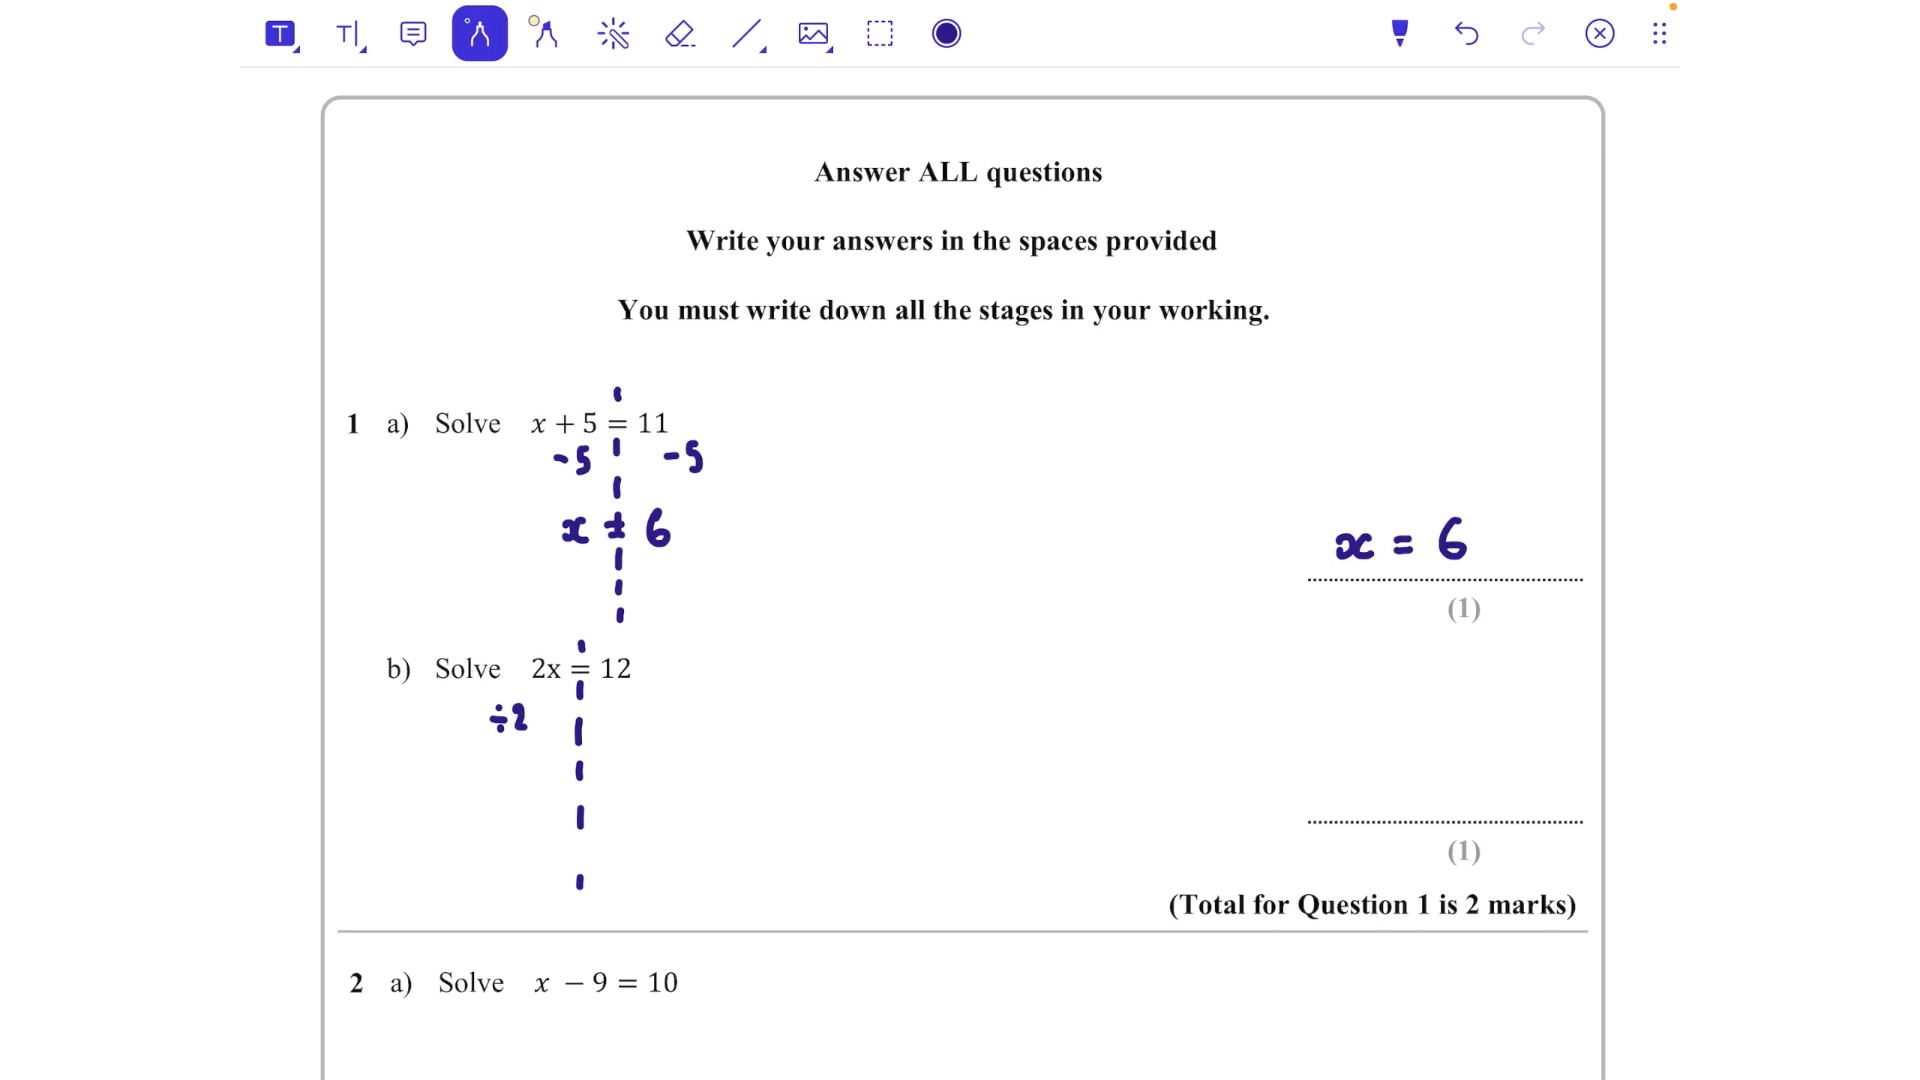 Answer ALL questions
Write your answers in the spaces provided
You must write down all the stages in your working.
1 a) Solve x + 5 = 11
-5 -5
x = 6
x = 6
(1)
b) Solve 2x = 12
÷2
(1)
(Total for Question 1 is 2 marks)
2 a) Solve x − 9 = 10